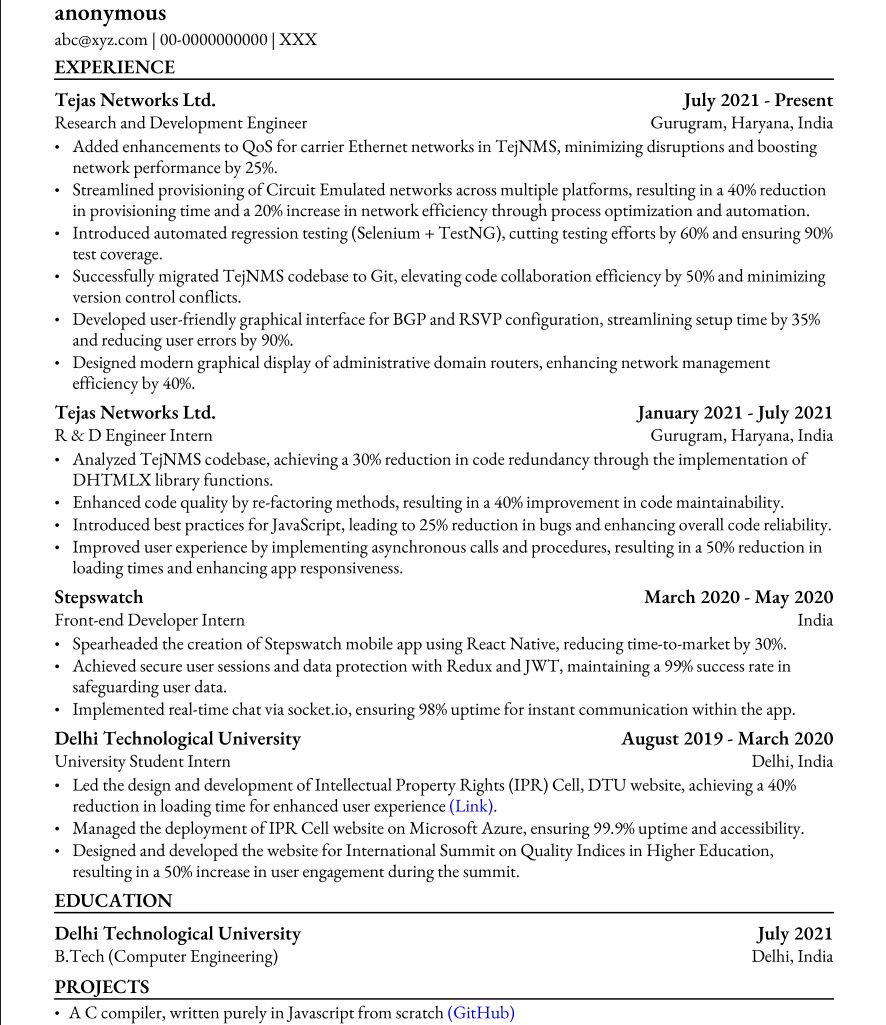 anonymous
abc@xyz.com | 00-0000000000 | XXX
EXPERIENCE
Tejas Networks Ltd. July 2021 - Present
Research and Development Engineer Gurugram, Haryana, India
• Added enhancements to QoS for carrier Ethernet networks in TejNMS, minimizing disruptions and boosting
network performance by 25%.
• Streamlined provisioning of Circuit Emulated networks across multiple platforms, resulting in a 40% reduction
in provisioning time and a 20% increase in network efficiency through process optimization and automation.
• Introduced automated regression testing (Selenium + TestNG), cutting testing efforts by 60% and ensuring 90%
test coverage.
• Successfully migrated TejNMS codebase to Git, elevating code collaboration efficiency by 50% and minimizing
version control conflicts.
• Developed user-friendly graphical interface for BGP and RSVP configuration, streamlining setup time by 35%
and reducing user errors by 90%.
• Designed modern graphical display of administrative domain routers, enhancing network management
efficiency by 40%.
Tejas Networks Ltd. January 2021 - July 2021
R & D Engineer Intern Gurugram, Haryana, India
• Analyzed TejNMS codebase, achieving a 30% reduction in code redundancy through the implementation of
DHTMLX library functions.
• Enhanced code quality by re-factoring methods, resulting in a 40% improvement in code maintainability.
• Introduced best practices for JavaScript, leading to 25% reduction in bugs and enhancing overall code reliability.
• Improved user experience by implementing asynchronous calls and procedures, resulting in a 50% reduction in
loading times and enhancing app responsiveness.
Stepswatch March 2020 - May 2020
Front-end Developer Intern India
• Spearheaded the creation of Stepswatch mobile app using React Native, reducing time-to-market by 30%.
• Achieved secure user sessions and data protection with Redux and JWT, maintaining a 99% success rate in
safeguarding user data.
• Implemented real-time chat via socket.io, ensuring 98% uptime for instant communication within the app.
Delhi Technological University August 2019 - March 2020
University Student Intern Delhi, India
• Led the design and development of Intellectual Property Rights (IPR) Cell, DTU website, achieving a 40%
reduction in loading time for enhanced user experience (Link).
• Managed the deployment of IPR Cell website on Microsoft Azure, ensuring 99.9% uptime and accessibility.
• Designed and developed the website for International Summit on Quality Indices in Higher Education,
resulting in a 50% increase in user engagement during the summit.
EDUCATION
Delhi Technological University July 2021
B.Tech (Computer Engineering) Delhi, India
PROJECTS
• A C compiler, written purely in Javascript from scratch (GitHub)